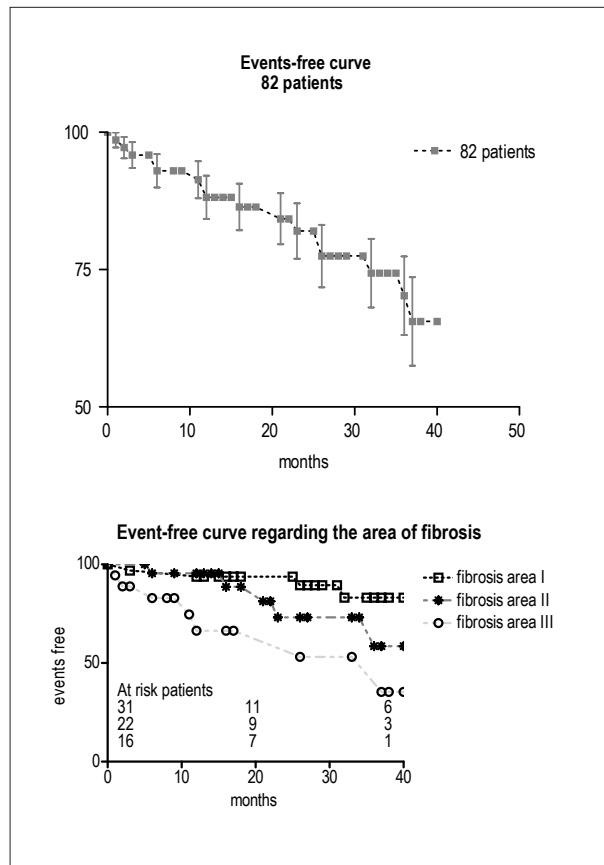 Events-free curve
82 patients
100
75
50
82 patients
0 10 20 30 40 50
months
Event-free curve regarding the area of fibrosis
100
50
0
events free
fibrosis area I
fibrosis area II
fibrosis area III
At risk patients
31 11 6
22 9 3
16 7 1
0 10 20 30 40
months